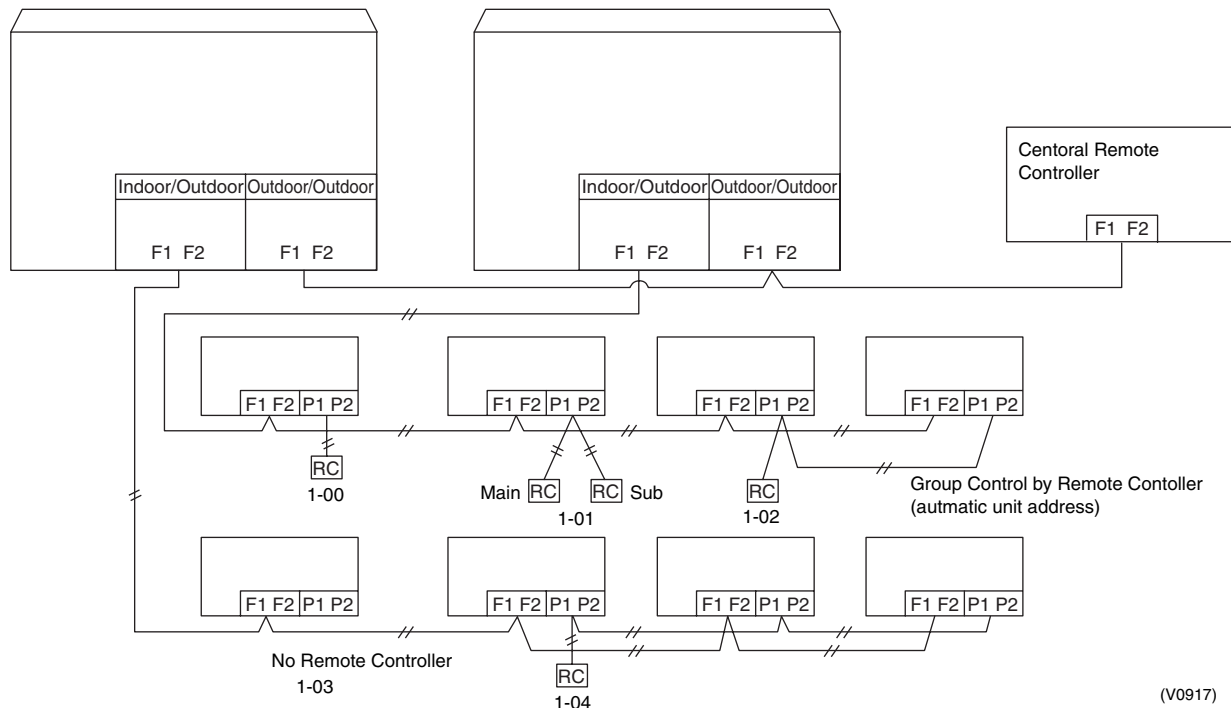 Indoor/Outdoor Outdoor/Outdoor
F1 F2 F1 F2
Indoor/Outdoor Outdoor/Outdoor
F1 F2 F1 F2
Centoral Remote
Controller
F1 F2
F1 F2 P1 P2
F1 F2 P1 P2
F1 F2 P1 P2
F1 F2 P1 P2
RC
1-00
Main RC RC Sub
1-01
RC
1-02
Group Control by Remote Contoller
(autmatic unit address)
F1 F2 P1 P2
F1 F2 P1 P2
F1 F2 P1 P2
F1 F2 P1 P2
No Remote Controller
1-03
RC
1-04
(V0917)